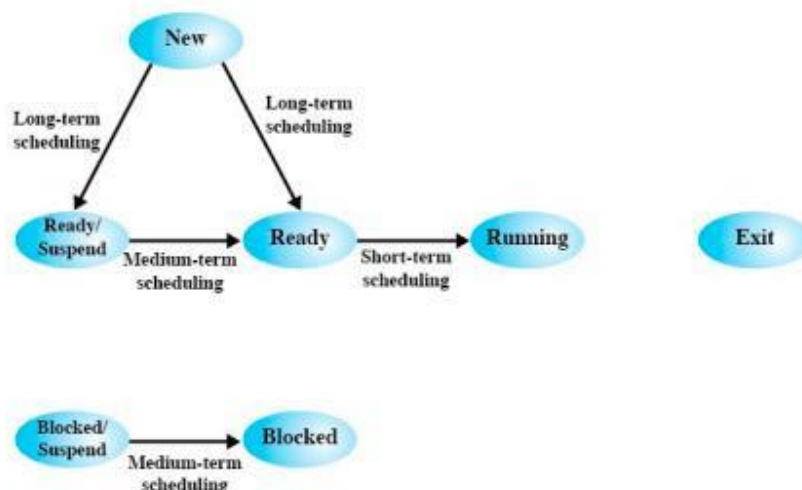 New
Long-term
scheduling
Long-term
scheduling
Ready/
Suspend
Ready
Running
Exit
Medium-term
scheduling
Short-term
scheduling
Blocked/
Suspend
Blocked
Medium-term
scheduling